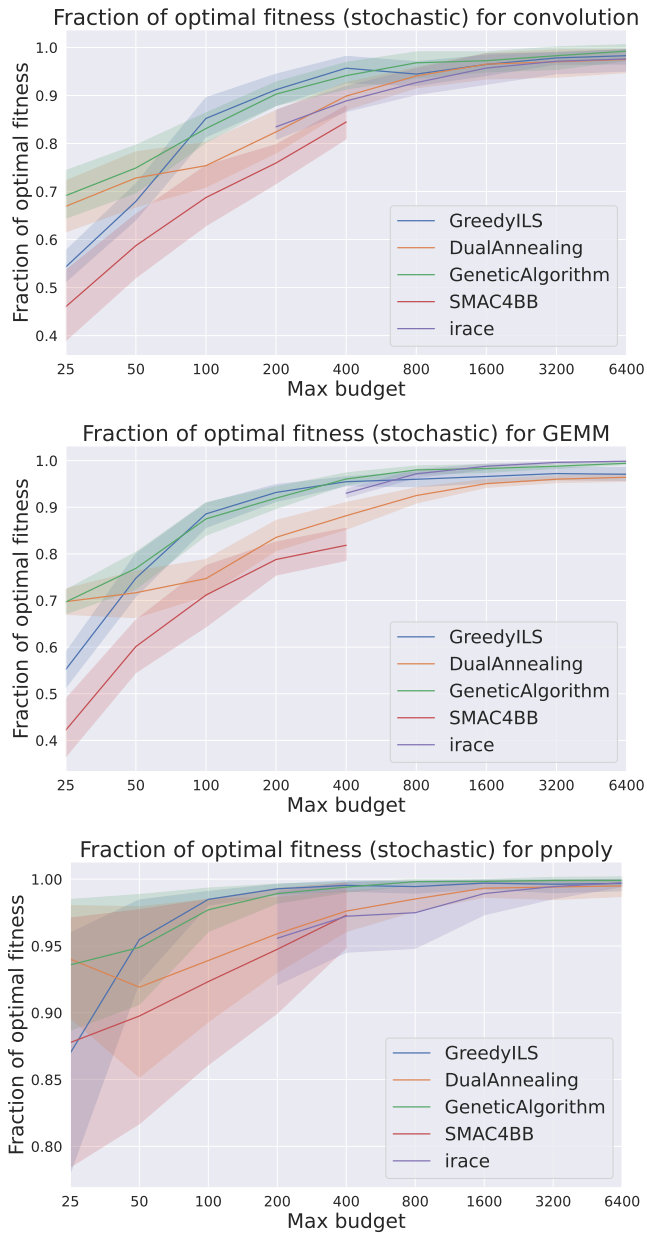 Fraction of optimal fitness (stochastic) for convolution
Fraction of optimal fitness
1.0
0.9
0.8
0.7
0.6
0.5
0.4
GreedyILS
DualAnnealing
GeneticAlgorithm
SMAC4BB
irace
25 50 100 200 400 800 1600 3200 6400
Max budget
Fraction of optimal fitness (stochastic) for GEMM
Fraction of optimal fitness
1.0
0.9
0.8
0.7
0.6
0.5
0.4
GreedyILS
DualAnnealing
GeneticAlgorithm
SMAC4BB
irace
25 50 100 200 400 800 1600 3200 6400
Max budget
Fraction of optimal fitness (stochastic) for pnpoly
Fraction of optimal fitness
1.00
0.95
0.90
0.85
0.80
GreedyILS
DualAnnealing
GeneticAlgorithm
SMAC4BB
irace
25 50 100 200 400 800 1600 3200 6400
Max budget